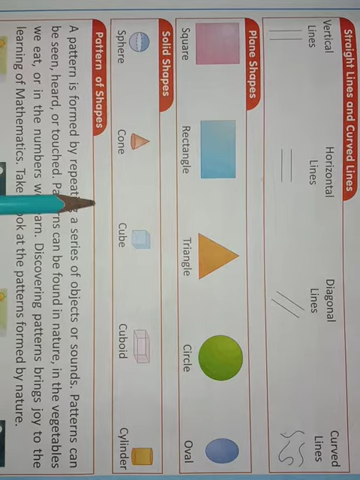 Straight Lines and Curved Lines
Vertical Lines
Horizontal Lines
Diagonal Lines
Curved Lines
Plane Shapes
Square
Rectangle
Triangle
Circle
Oval
Solid Shapes
Sphere
Cone
Cube
Cuboid
Cylinder
Pattern of Shapes
A pattern is formed by a series of objects or sounds. Patterns can
be seen, heard, or touched. can be found in nature, in the vegetables
we eat, or in the numbers Discovering patterns brings joy to the
learning of Mathematics. Take at the patterns formed by nature.